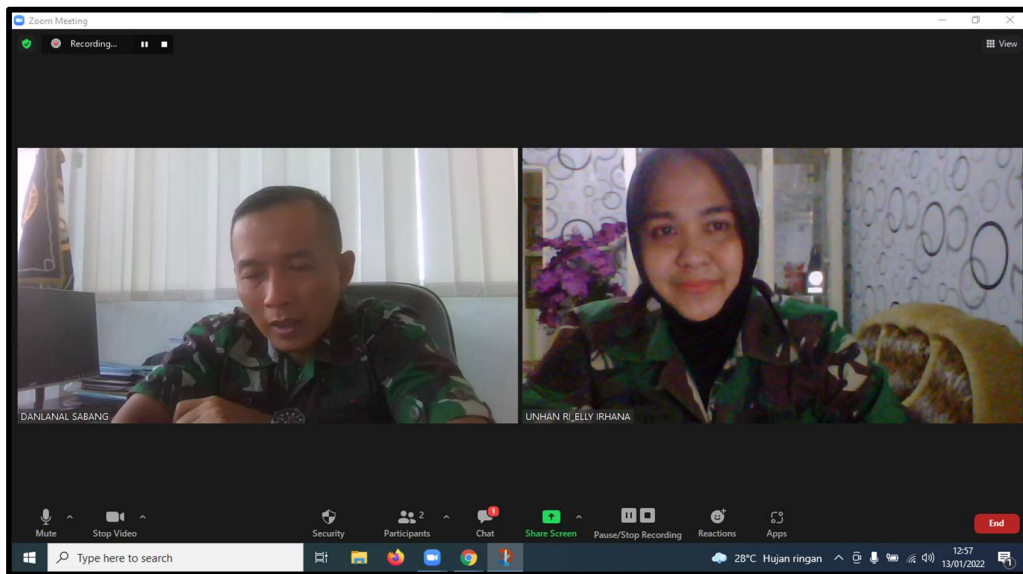 Zoom Meeting
Recording...
View
DANLANAL SABANG
UNHAN RI_ELLY IRHANA
Mute
Stop Video
Security
Participants
2
Chat
1
Share Screen
Pause/Stop Recording
Reactions
Apps
End
Type here to search
28°C Hujan ringan
12:57
13/01/2022
1